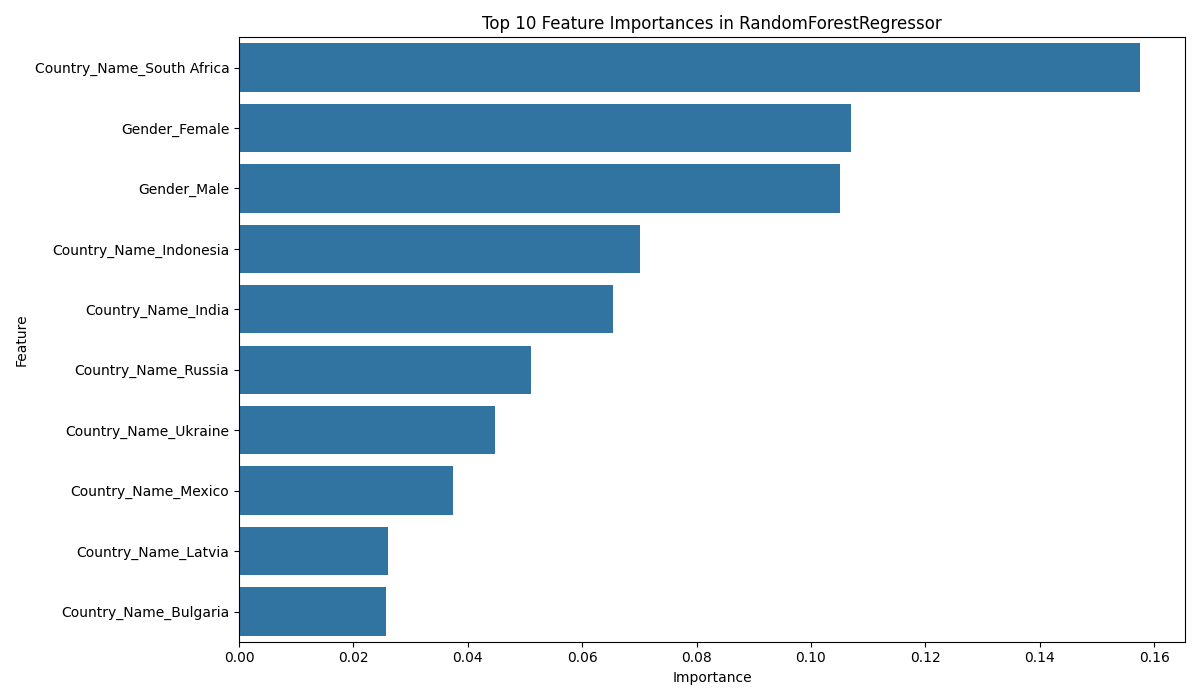 Top 10 Feature Importances in RandomForestRegressor
Country_Name_South Africa
Gender_Female
Gender_Male
Country_Name_Indonesia
Country_Name_India
Country_Name_Russia
Country_Name_Ukraine
Country_Name_Mexico
Country_Name_Latvia
Country_Name_Bulgaria
Feature
0.00 0.02 0.04 0.06 0.08 0.10 0.12 0.14 0.16
Importance